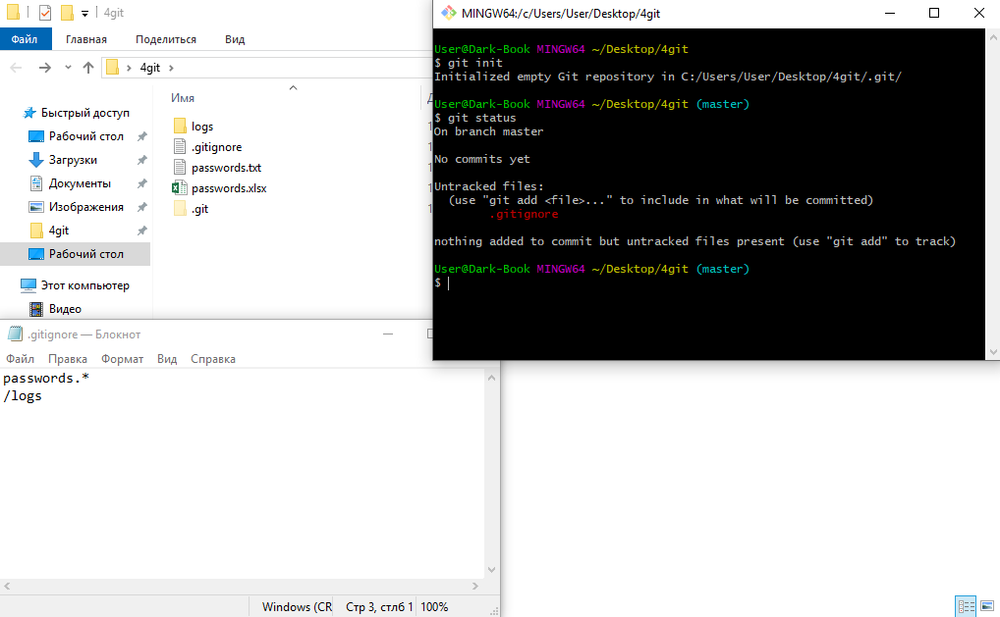 4git
Файл Главная Поделиться Вид
4git
Имя
Быстрый доступ
Рабочий стол
Загрузки
Документы
Изображения
4git
Рабочий стол
Этот компьютер
Видео
logs
.gitignore
passwords.txt
passwords.xlsx
.git
MINGW64:/c/Users/User/Desktop/4git
User@Dark-Book MINGW64 ~/Desktop/4git
$ git init
Initialized empty Git repository in C:/Users/User/Desktop/4git/.git/
User@Dark-Book MINGW64 ~/Desktop/4git (master)
$ git status
On branch master
No commits yet
Untracked files:
(use "git add <file>..." to include in what will be committed)
.gitignore
nothing added to commit but untracked files present (use "git add" to track)
User@Dark-Book MINGW64 ~/Desktop/4git (master)
$
.gitignore — Блокнот
Файл Правка Формат Вид Справка
passwords.*
/logs
Windows (CR Стр 3, стлб 1 100%